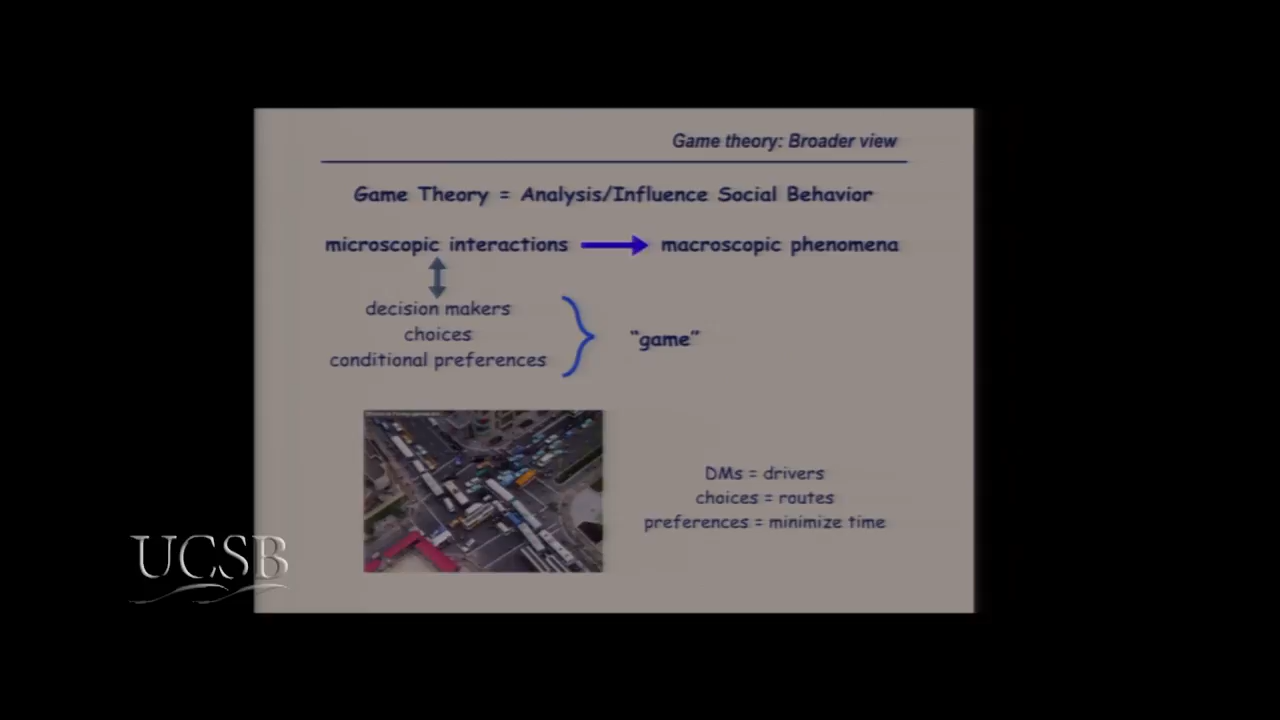 Game theory: Broader view
Game Theory = Analysis/Influence Social Behavior
microscopic interactions macroscopic phenomena
decision makers
choices
conditional preferences
“game”
DMs = drivers
choices = routes
preferences = minimize time
UCSB